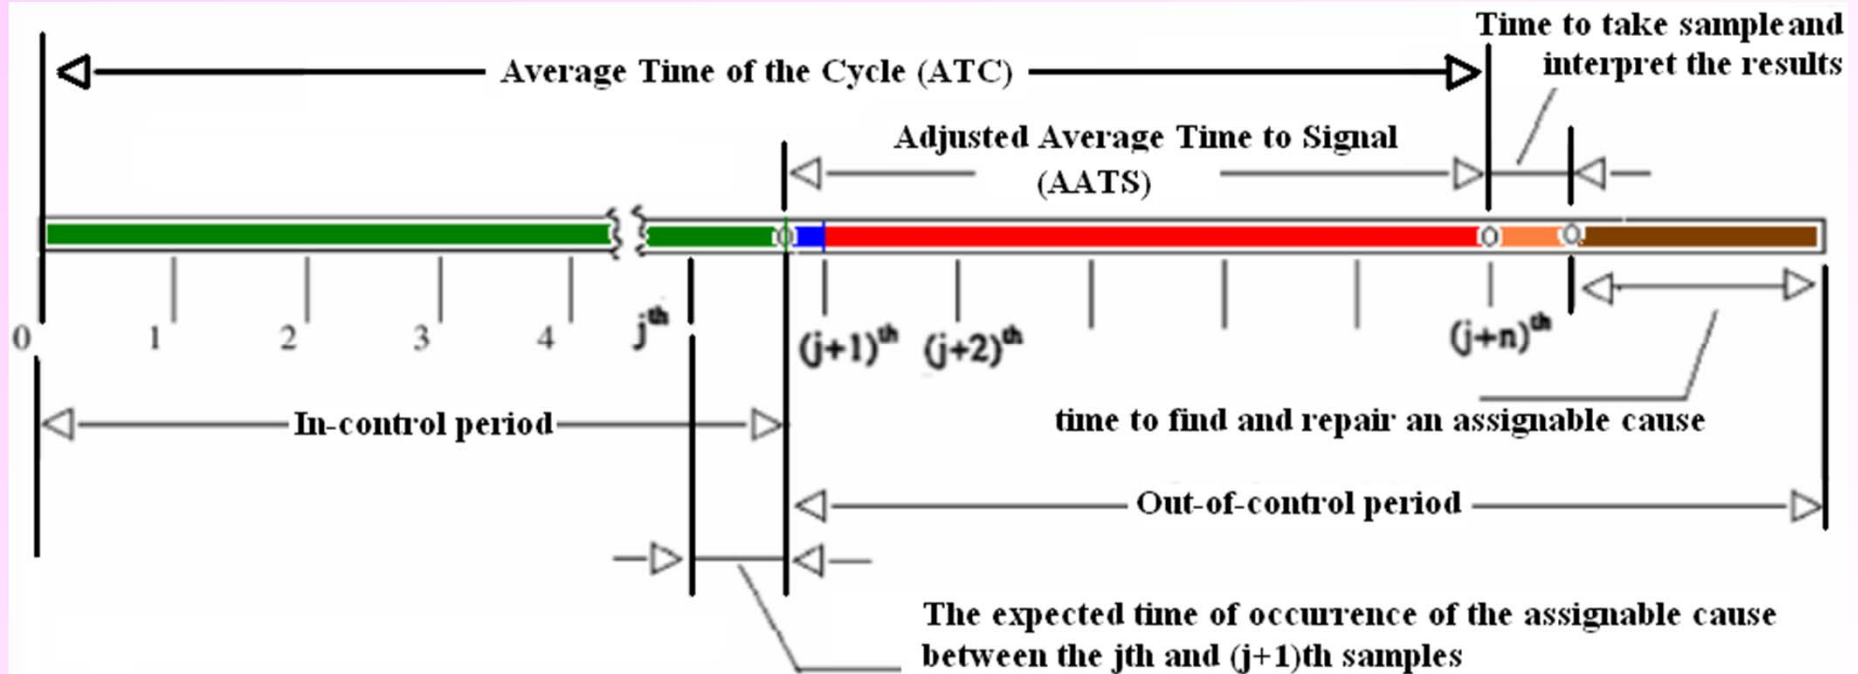 Time to take sample and
interpret the results
Average Time of the Cycle (ATC)
Adjusted Average Time to Signal
(AATS)
0
1
2
3
4
jth
(j+1)th
(j+2)th
(j+n)th
In-control period
time to find and repair an assignable cause
Out-of-control period
The expected time of occurrence of the assignable cause
between the jth and (j+1)th samples